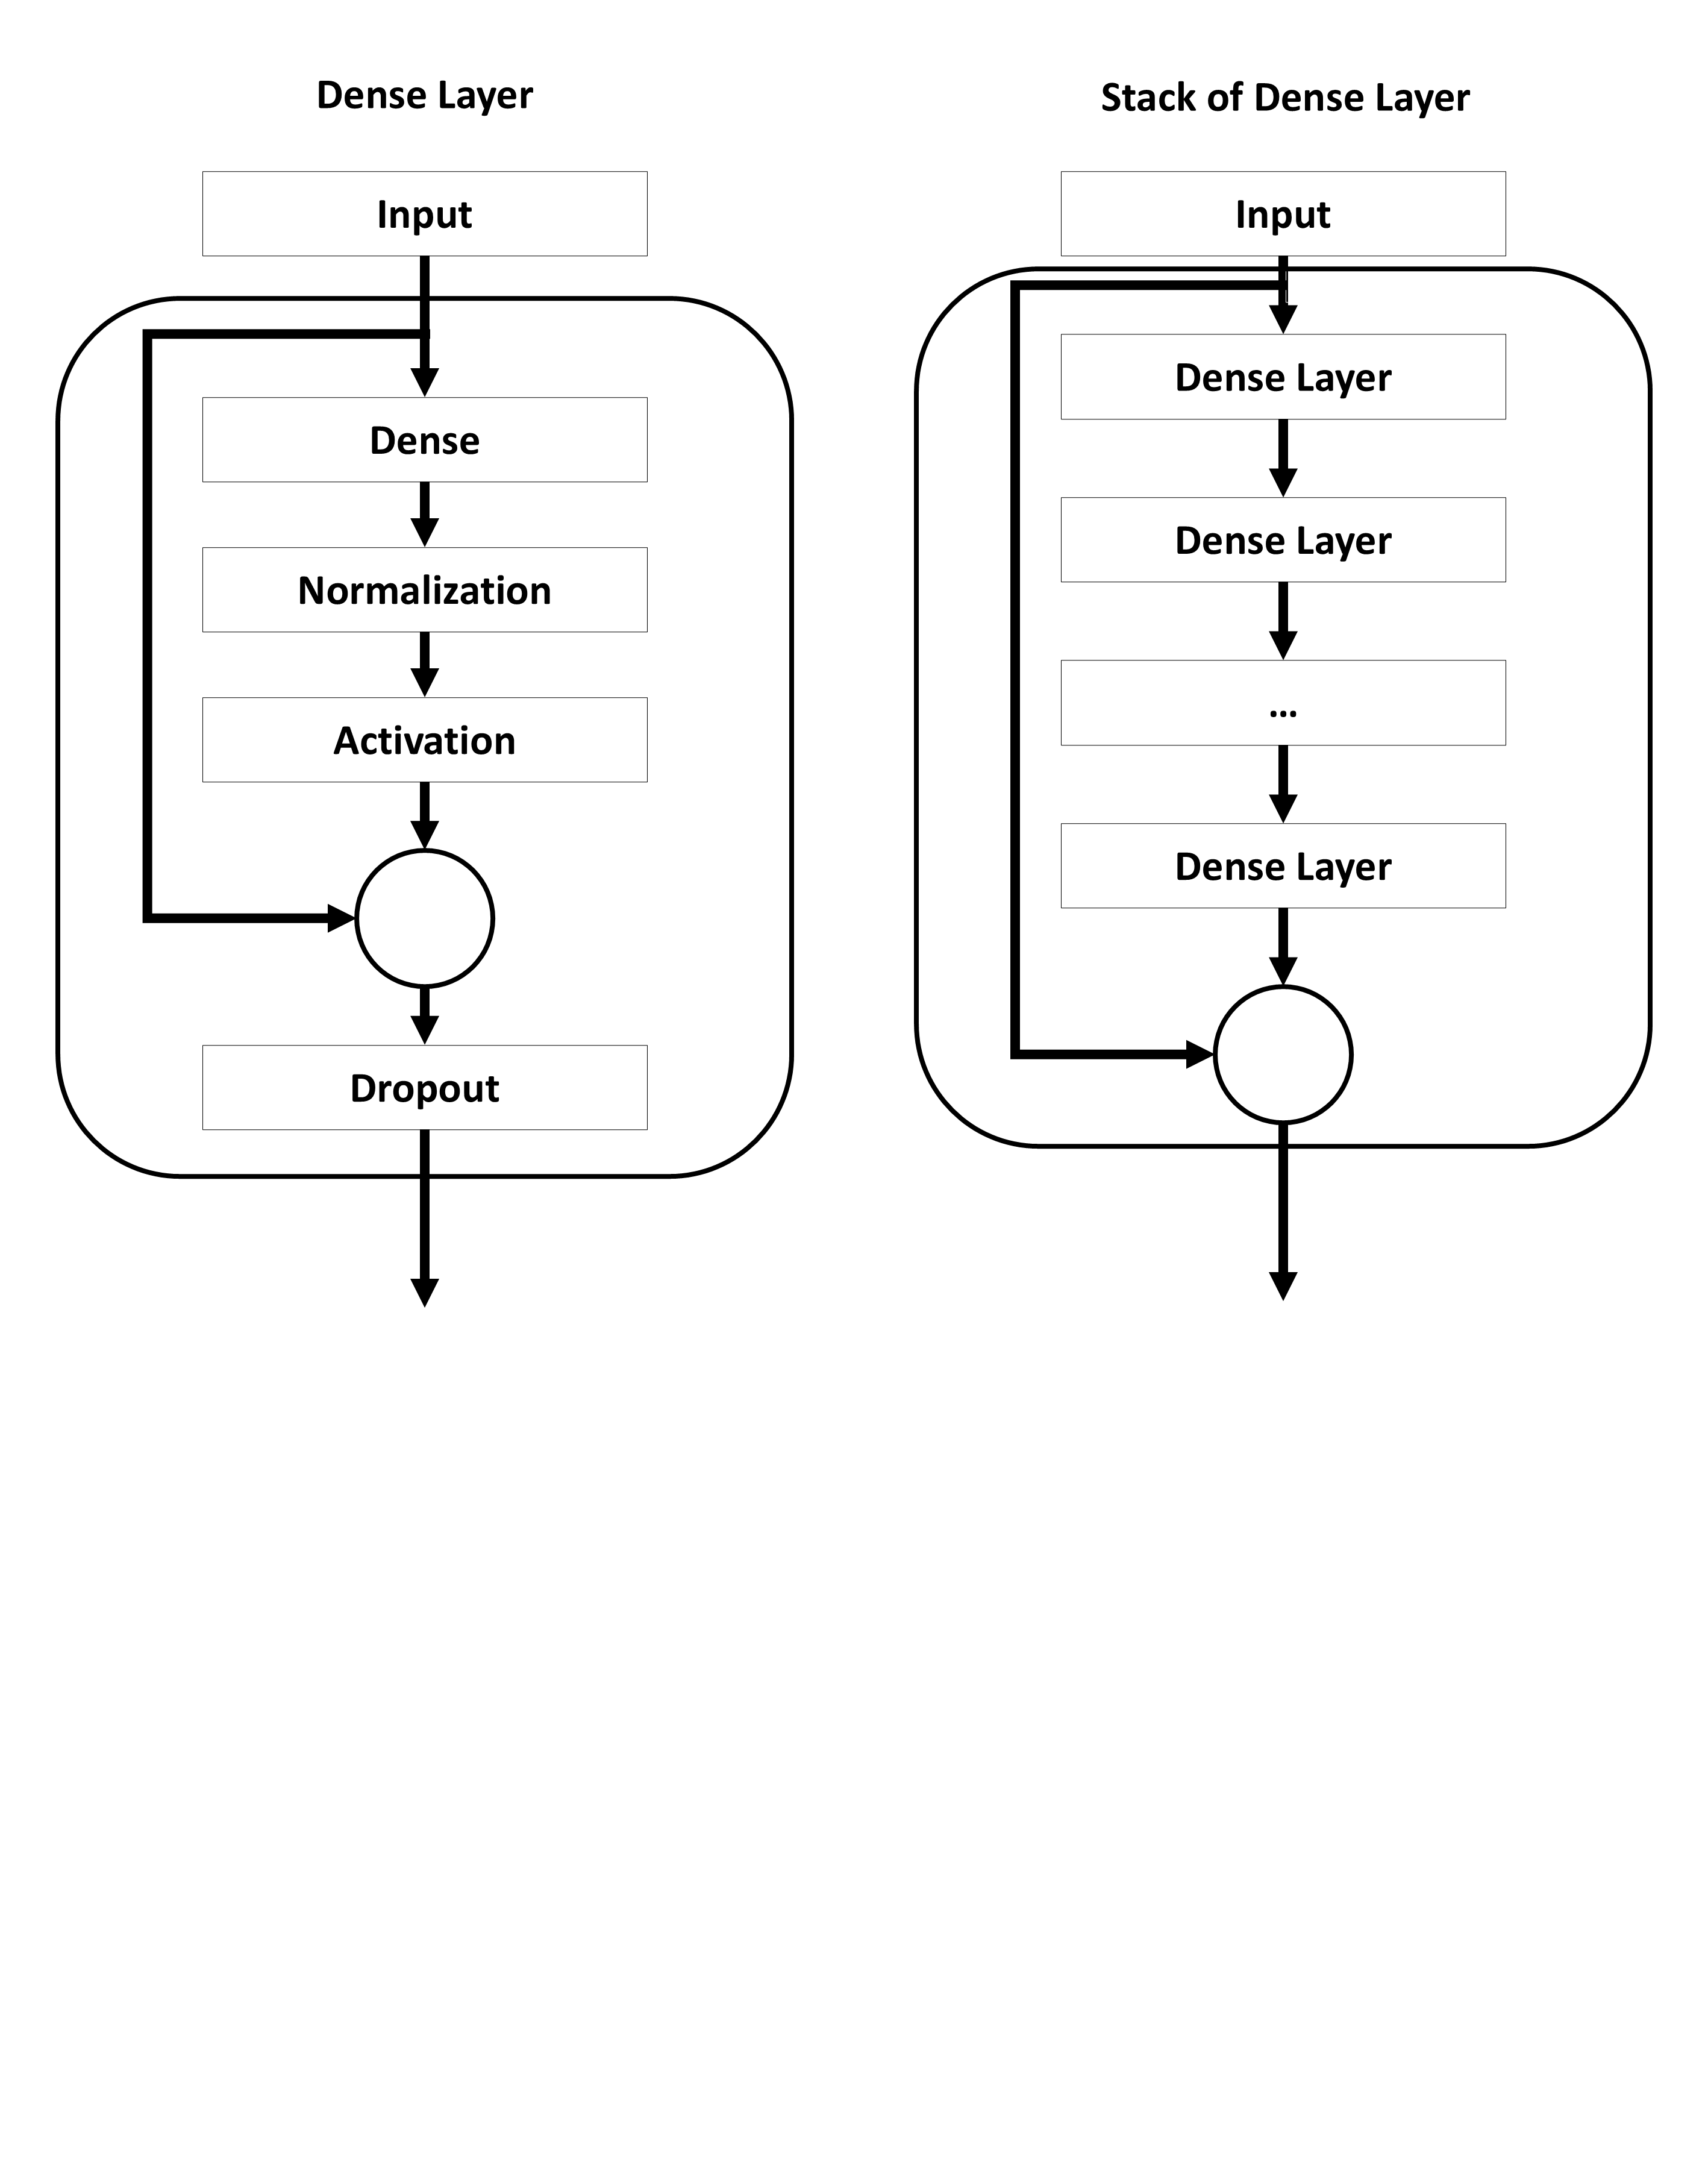 Dense Layer
Input
Dense
Normalization
Activation
Dropout
Stack of Dense Layer
Input
Dense Layer
Dense Layer
...
Dense Layer